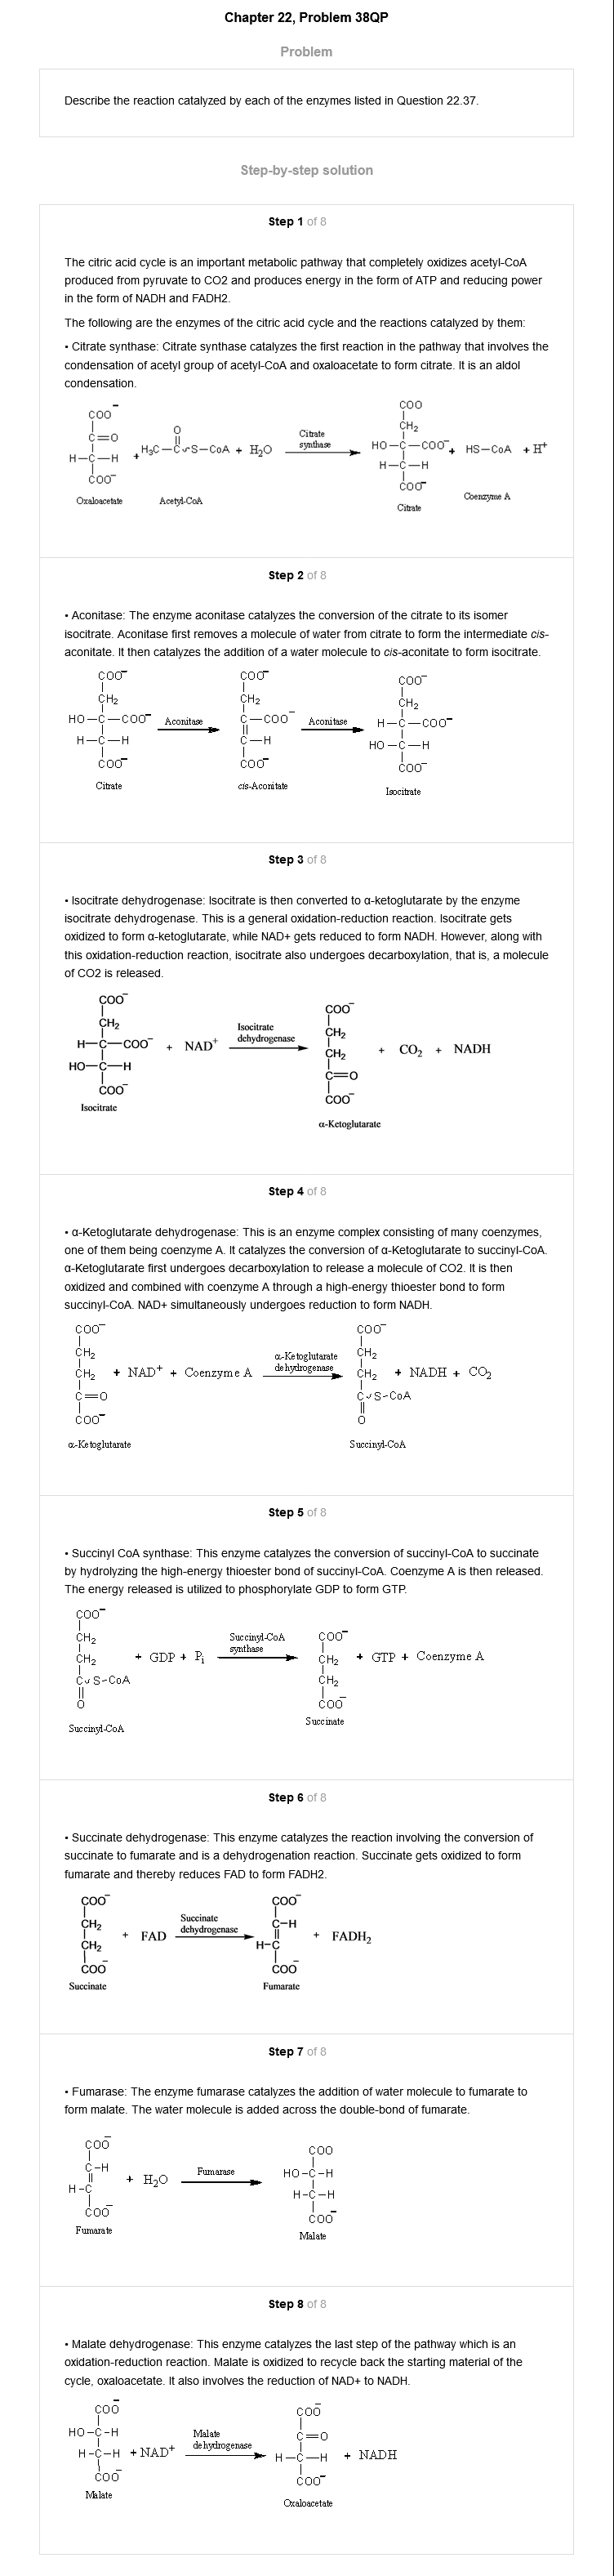 Chapter 22, Problem 38QP
Problem
Describe the reaction catalyzed by each of the enzymes listed in Question 22.37.
Step-by-step solution
Step 1 of 8
The citric acid cycle is an important metabolic pathway that completely oxidizes acetyl-CoA
produced from pyruvate to CO2 and produces energy in the form of ATP and reducing power
in the form of NADH and FADH2.
The following are the enzymes of the citric acid cycle and the reactions catalyzed by them:
• Citrate synthase: Citrate synthase catalyzes the first reaction in the pathway that involves the
condensation of acetyl group of acetyl-CoA and oxaloacetate to form citrate. It is an aldol
condensation.
COO⁻
C=O
H–C–H
COO⁻
Oxaloacetate
+
O
H₃C–C~S–CoA + H₂O
Acetyl-CoA
Citrate
synthase
COO
CH₂
HO–C–COO⁻
H–C–H
COO⁻
Citrate
+ HS–CoA + H⁺
Coenzyme A
Step 2 of 8
• Aconitase: The enzyme aconitase catalyzes the conversion of the citrate to its isomer
isocitrate. Aconitase first removes a molecule of water from citrate to form the intermediate cis-
aconitate. It then catalyzes the addition of a water molecule to cis-aconitate to form isocitrate.
COO⁻
CH₂
HO–C–COO⁻
H–C–H
COO⁻
Citrate
Aconitase
COO⁻
CH₂
C–COO⁻
C–H
COO⁻
cis-Aconitate
Aconitase
COO⁻
CH₂
H–C–COO⁻
HO–C–H
COO⁻
Isocitrate
Step 3 of 8
• Isocitrate dehydrogenase: Isocitrate is then converted to α-ketoglutarate by the enzyme
isocitrate dehydrogenase. This is a general oxidation-reduction reaction. Isocitrate gets
oxidized to form α-ketoglutarate, while NAD+ gets reduced to form NADH. However, along with
this oxidation-reduction reaction, isocitrate also undergoes decarboxylation, that is, a molecule
of CO2 is released.
COO⁻
CH₂
H–C–COO⁻
HO–C–H
COO⁻
Isocitrate
+ NAD⁺
Isocitrate
dehydrogenase
COO⁻
CH₂
CH₂
C=O
COO⁻
α-Ketoglutarate
+ CO₂ + NADH
Step 4 of 8
• α-Ketoglutarate dehydrogenase: This is an enzyme complex consisting of many coenzymes,
one of them being coenzyme A. It catalyzes the conversion of α-Ketoglutarate to succinyl-CoA.
α-Ketoglutarate first undergoes decarboxylation to release a molecule of CO2. It is then
oxidized and combined with coenzyme A through a high-energy thioester bond to form
succinyl-CoA. NAD+ simultaneously undergoes reduction to form NADH.
COO⁻
CH₂
CH₂
C=O
COO⁻
α-Ketoglutarate
+ NAD⁺ + Coenzyme A
α-Ketoglutarate
dehydrogenase
COO⁻
CH₂
CH₂
C~S–CoA
O
Succinyl-CoA
+ NADH + CO₂
Step 5 of 8
• Succinyl CoA synthase: This enzyme catalyzes the conversion of succinyl-CoA to succinate
by hydrolyzing the high-energy thioester bond of succinyl-CoA. Coenzyme A is then released.
The energy released is utilized to phosphorylate GDP to form GTP.
COO⁻
CH₂
CH₂
C~S–CoA
O
Succinyl-CoA
+ GDP + Pᵢ
Succinyl-CoA
synthase
COO⁻
CH₂
CH₂
COO⁻
Succinate
+ GTP + Coenzyme A
Step 6 of 8
• Succinate dehydrogenase: This enzyme catalyzes the reaction involving the conversion of
succinate to fumarate and is a dehydrogenation reaction. Succinate gets oxidized to form
fumarate and thereby reduces FAD to form FADH2.
COO⁻
CH₂
CH₂
COO⁻
Succinate
+ FAD
Succinate
dehydrogenase
COO⁻
C–H
H–C
COO⁻
Fumarate
+ FADH₂
Step 7 of 8
• Fumarase: The enzyme fumarase catalyzes the addition of water molecule to fumarate to
form malate. The water molecule is added across the double-bond of fumarate.
COO⁻
C–H
H–C
COO⁻
Fumarate
+ H₂O
Fumarase
COO
HO–C–H
H–C–H
COO⁻
Malate
Step 8 of 8
• Malate dehydrogenase: This enzyme catalyzes the last step of the pathway which is an
oxidation-reduction reaction. Malate is oxidized to recycle back the starting material of the
cycle, oxaloacetate. It also involves the reduction of NAD+ to NADH.
COO⁻
HO–C–H
H–C–H
COO⁻
Malate
+ NAD⁺
Malate
dehydrogenase
COO⁻
C=O
H–C–H
COO⁻
Oxaloacetate
+ NADH